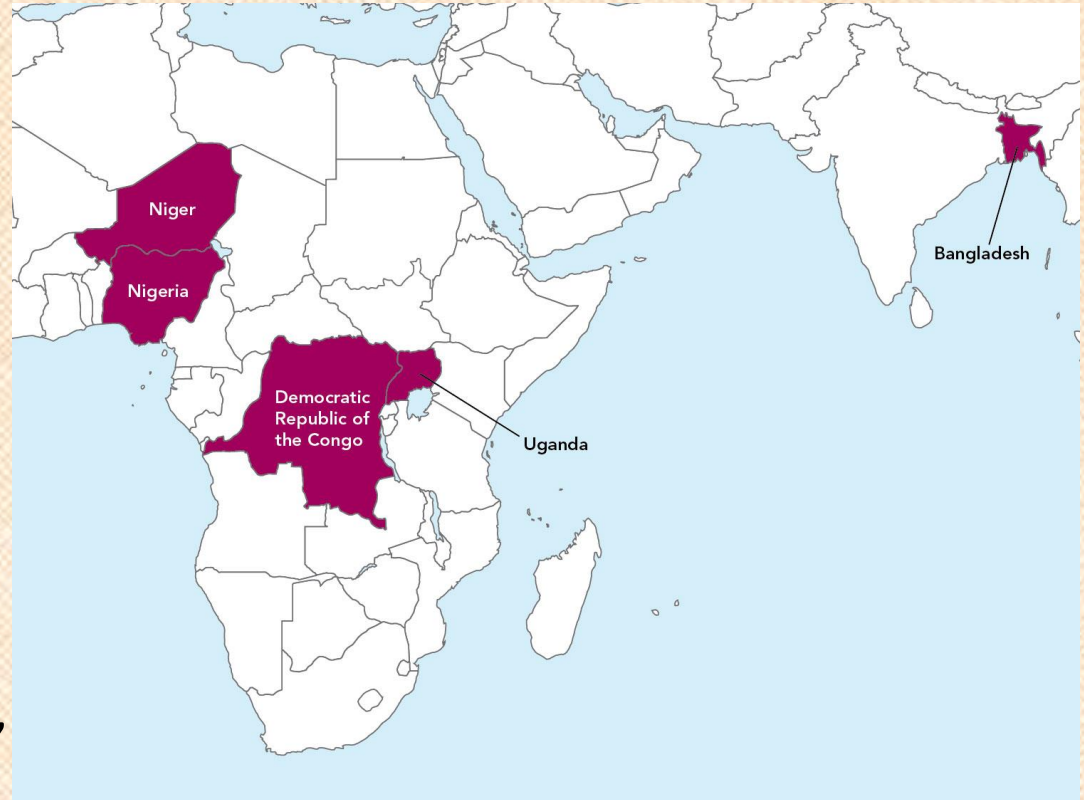 Niger
Nigeria
Bangladesh
Democratic
Republic of
the Congo
Uganda
,